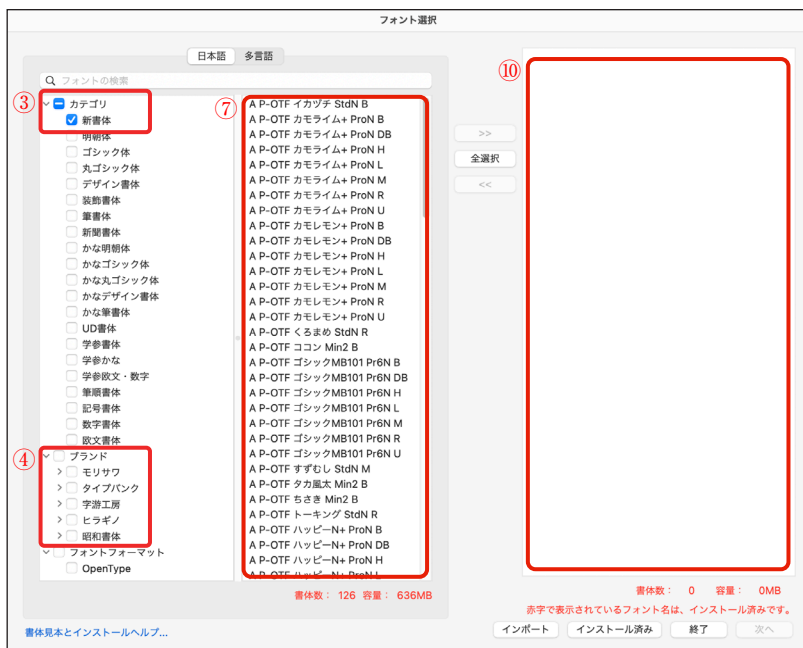 フォント選択
日本語 多言語
フォントの検索
③
カテゴリ
新書体
明朝体
ゴシック体
丸ゴシック体
デザイン書体
装飾書体
筆書体
新聞書体
かな明朝体
かなゴシック体
かな丸ゴシック体
かなデザイン書体
かな筆書体
UD書体
学参書体
学参かな
学参欧文・数字
筆順書体
記号書体
数字書体
欧文書体
④
ブランド
モリサワ
タイプバンク
字游工房
ヒラギノ
昭和書体
フォントフォーマット
OpenType
⑦
A P-OTF イカヅチ StdN B
A P-OTF カモライム+ ProN B
A P-OTF カモライム+ ProN DB
A P-OTF カモライム+ ProN H
A P-OTF カモライム+ ProN L
A P-OTF カモライム+ ProN M
A P-OTF カモライム+ ProN R
A P-OTF カモライム+ ProN U
A P-OTF カモレモン+ ProN B
A P-OTF カモレモン+ ProN DB
A P-OTF カモレモン+ ProN H
A P-OTF カモレモン+ ProN L
A P-OTF カモレモン+ ProN M
A P-OTF カモレモン+ ProN R
A P-OTF カモレモン+ ProN U
A P-OTF くろまめ StdN R
A P-OTF ココン Min2 B
A P-OTF ゴシックMB101 Pr6N B
A P-OTF ゴシックMB101 Pr6N DB
A P-OTF ゴシックMB101 Pr6N H
A P-OTF ゴシックMB101 Pr6N L
A P-OTF ゴシックMB101 Pr6N M
A P-OTF ゴシックMB101 Pr6N R
A P-OTF ゴシックMB101 Pr6N U
A P-OTF すずむし StdN M
A P-OTF タカ風太 Min2 B
A P-OTF ちさき Min2 B
A P-OTF トーキング StdN R
A P-OTF ハッピーN+ ProN B
A P-OTF ハッピーN+ ProN DB
A P-OTF ハッピーN+ ProN H
A P-OTF ハッピーN+ ProN L
書体数： 126 容量： 636MB
>>
全選択
<<
⑩
書体数： 0 容量： 0MB
赤字で表示されているフォント名は、インストール済みです。
書体見本とインストールヘルプ...
インポート インストール済み 終了 次へ